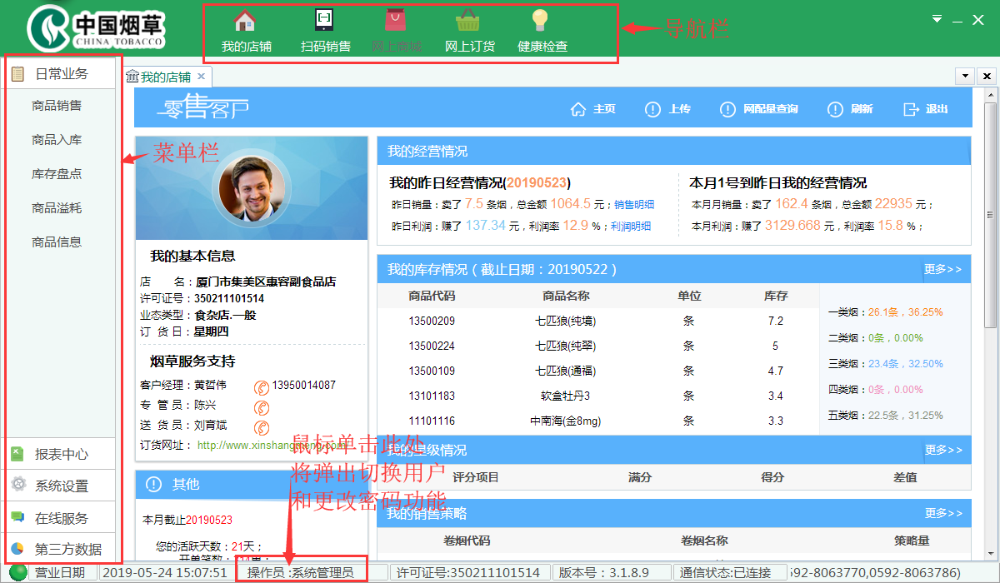 中国烟草
CHINA TOBACCO
我的店铺 扫码销售 网上商城 网上订货 健康检查
导航栏
日常业务
商品销售
商品入库
库存盘点
商品溢耗
商品信息
报表中心
系统设置
在线服务
第三方数据
菜单栏
我的店铺
零售客户
主页 上传 网配量查询 刷新 退出
我的基本信息
店 名：厦门市集美区惠容副食品店
许可证号：350211101514
业态类型：食杂店.一般
订 货 日：星期四
烟草服务支持
客户经理：黄哲伟 13950014087
专 管 员：陈兴
送 货 员：刘育斌
订货网址：
其他
本月截止20190523
您的活跃天数：21天；
我的经营情况
我的昨日经营情况(20190523)
昨日销量：卖了 7.5 条烟，总金额 1064.5 元；销售明细
昨日利润：赚了 137.34 元，利润率 12.9 %；利润明细
本月1号到昨日我的经营情况
本月月销量：卖了 162.4 条烟，总金额 22935 元；
本月利润：赚了 3129.668 元，利润率 15.8 %；
我的库存情况（截止日期：20190522） 更多>>
商品代码 商品名称 单位 库存
13500209 七匹狼(纯境) 条 7.2
13500224 七匹狼(纯翠) 条 5
13500109 七匹狼(通福) 条 4.7
13101183 软盒牡丹3 条 3.4
11101116 中南海(金8mg) 条 3.3
一类烟：26.1条，36.25%
二类烟：0条，0.00%
三类烟：23.4条，32.50%
四类烟：0条，0.00%
五类烟：22.5条，31.25%
我的星级情况 更多>>
评分项目 满分 得分 差值
我的销售策略 更多>>
卷烟代码 卷烟名称 策略量
鼠标单击此处
将弹出切换用户
和更改密码功能
营业日期 2019-05-24 15:07:51 操作员:系统管理员 许可证号:350211101514 版本号：3.1.8.9 通信状态:已连接 592-8063770,0592-8063786)